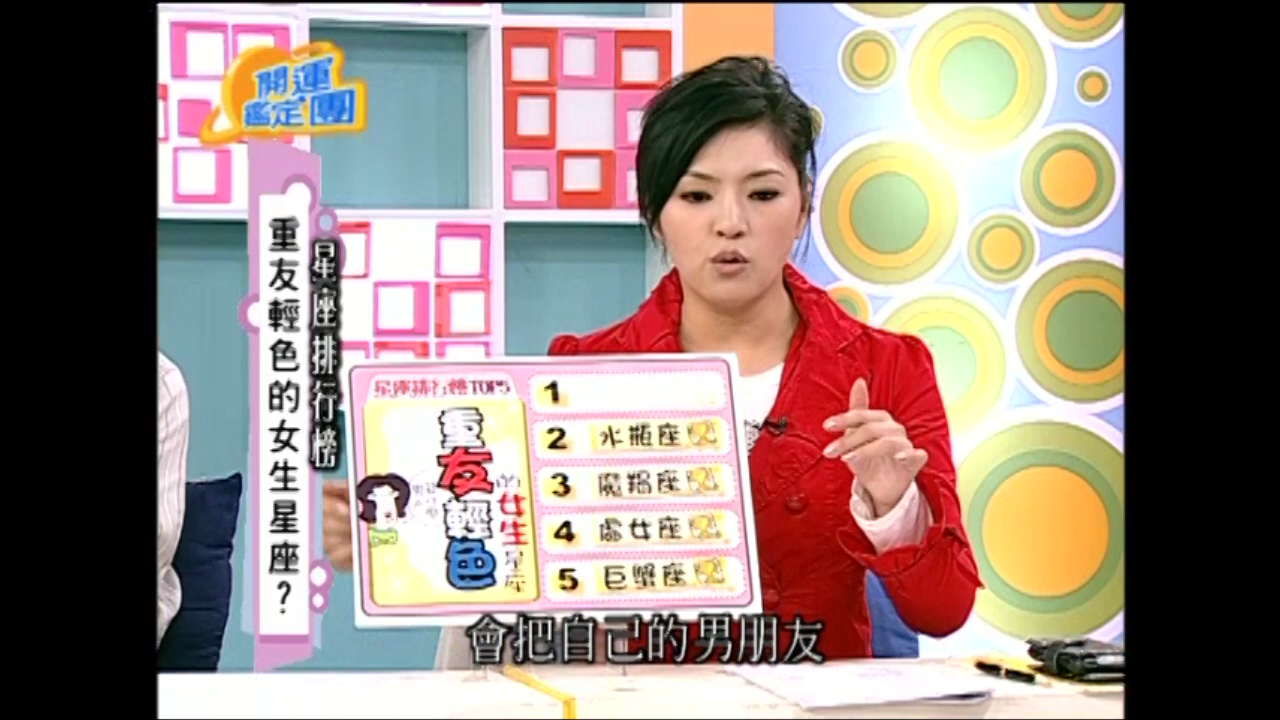 開運
鑑定團
星座排行榜
重友輕色的女生星座?
星座排行榜TOP5
重友輕色
的女生星座
1
2 水瓶座
3 魔羯座
4 處女座
5 巨蟹座
會把自己的男朋友